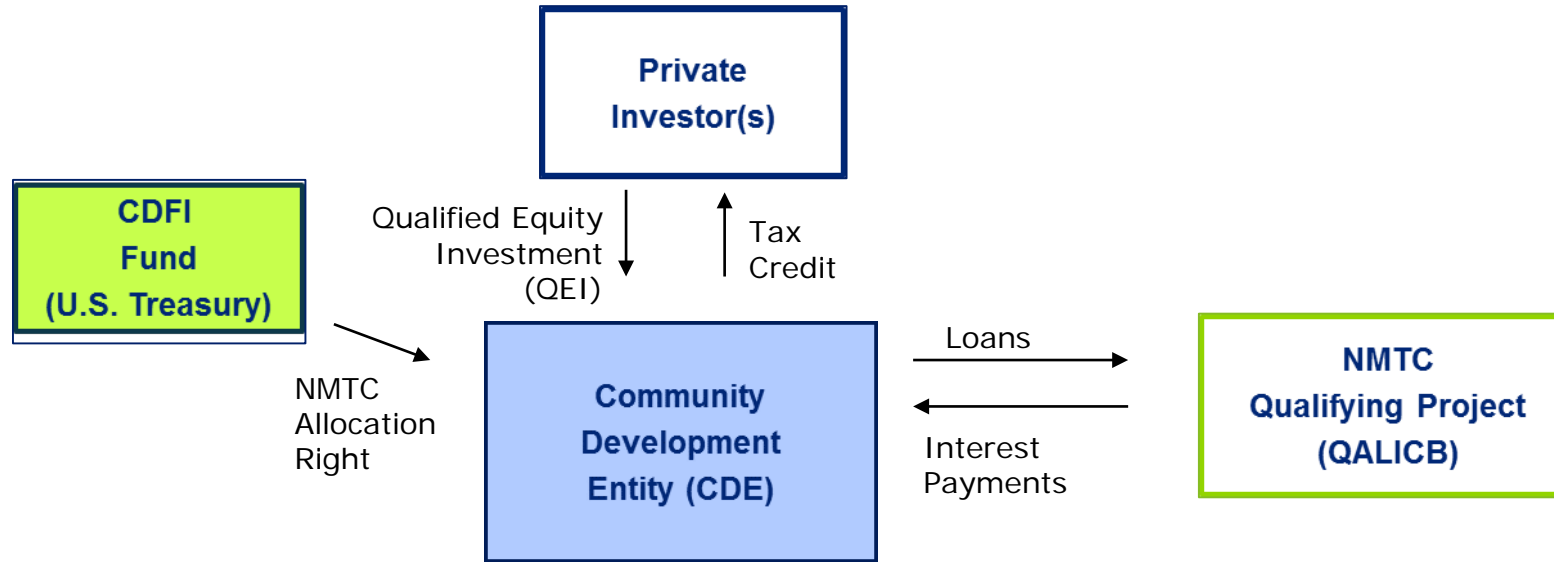 Private
Investor(s)
CDFI
Fund
(U.S. Treasury)
Qualified Equity
Investment
(QEI)
Tax
Credit
NMTC
Allocation
Right
Community
Development
Entity (CDE)
Loans
Interest
Payments
NMTC
Qualifying Project
(QALICB)